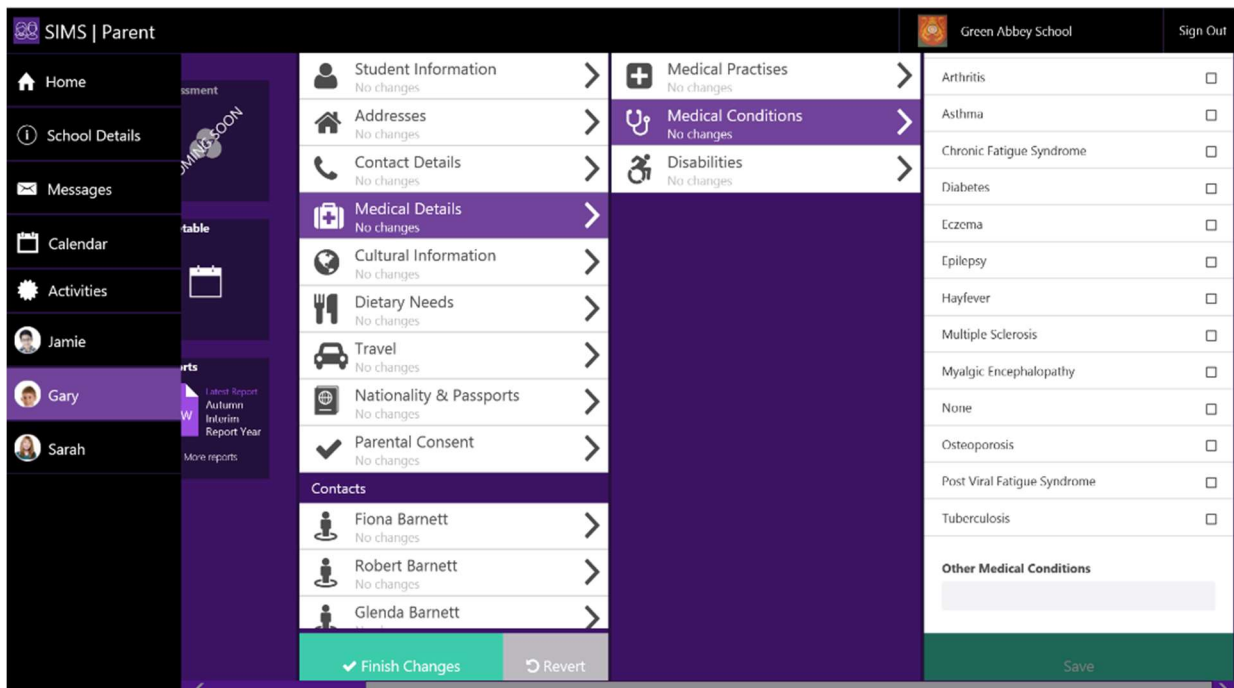 SIMS | Parent
Green Abbey School
Sign Out
Home
School Details
Messages
Calendar
Activities
Jamie
Gary
Sarah
ssment
OMING SOON
table
rts
W
Latest Report
Autumn
Interim
Report Year
More reports
Student Information
No changes
Addresses
No changes
Contact Details
No changes
Medical Details
No changes
Cultural Information
No changes
Dietary Needs
No changes
Travel
No changes
Nationality & Passports
No changes
Parental Consent
No changes
Contacts
Fiona Barnett
No changes
Robert Barnett
No changes
Glenda Barnett
Finish Changes
Revert
Medical Practises
No changes
Medical Conditions
No changes
Disabilities
No changes
Arthritis
Asthma
Chronic Fatigue Syndrome
Diabetes
Eczema
Epilepsy
Hayfever
Multiple Sclerosis
Myalgic Encephalopathy
None
Osteoporosis
Post Viral Fatigue Syndrome
Tuberculosis
Other Medical Conditions
Save